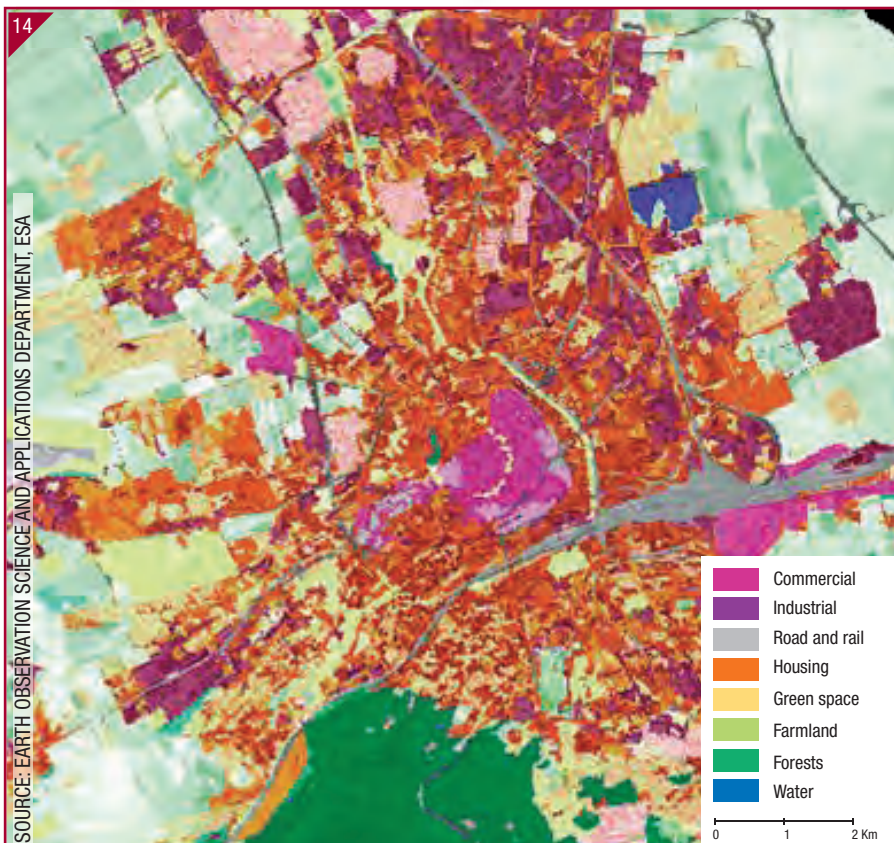 14
SOURCE: EARTH OBSERVATION SCIENCE AND APPLICATIONS DEPARTMENT, ESA
Commercial
Industrial
Road and rail
Housing
Green space
Farmland
Forests
Water
0 1 2 Km